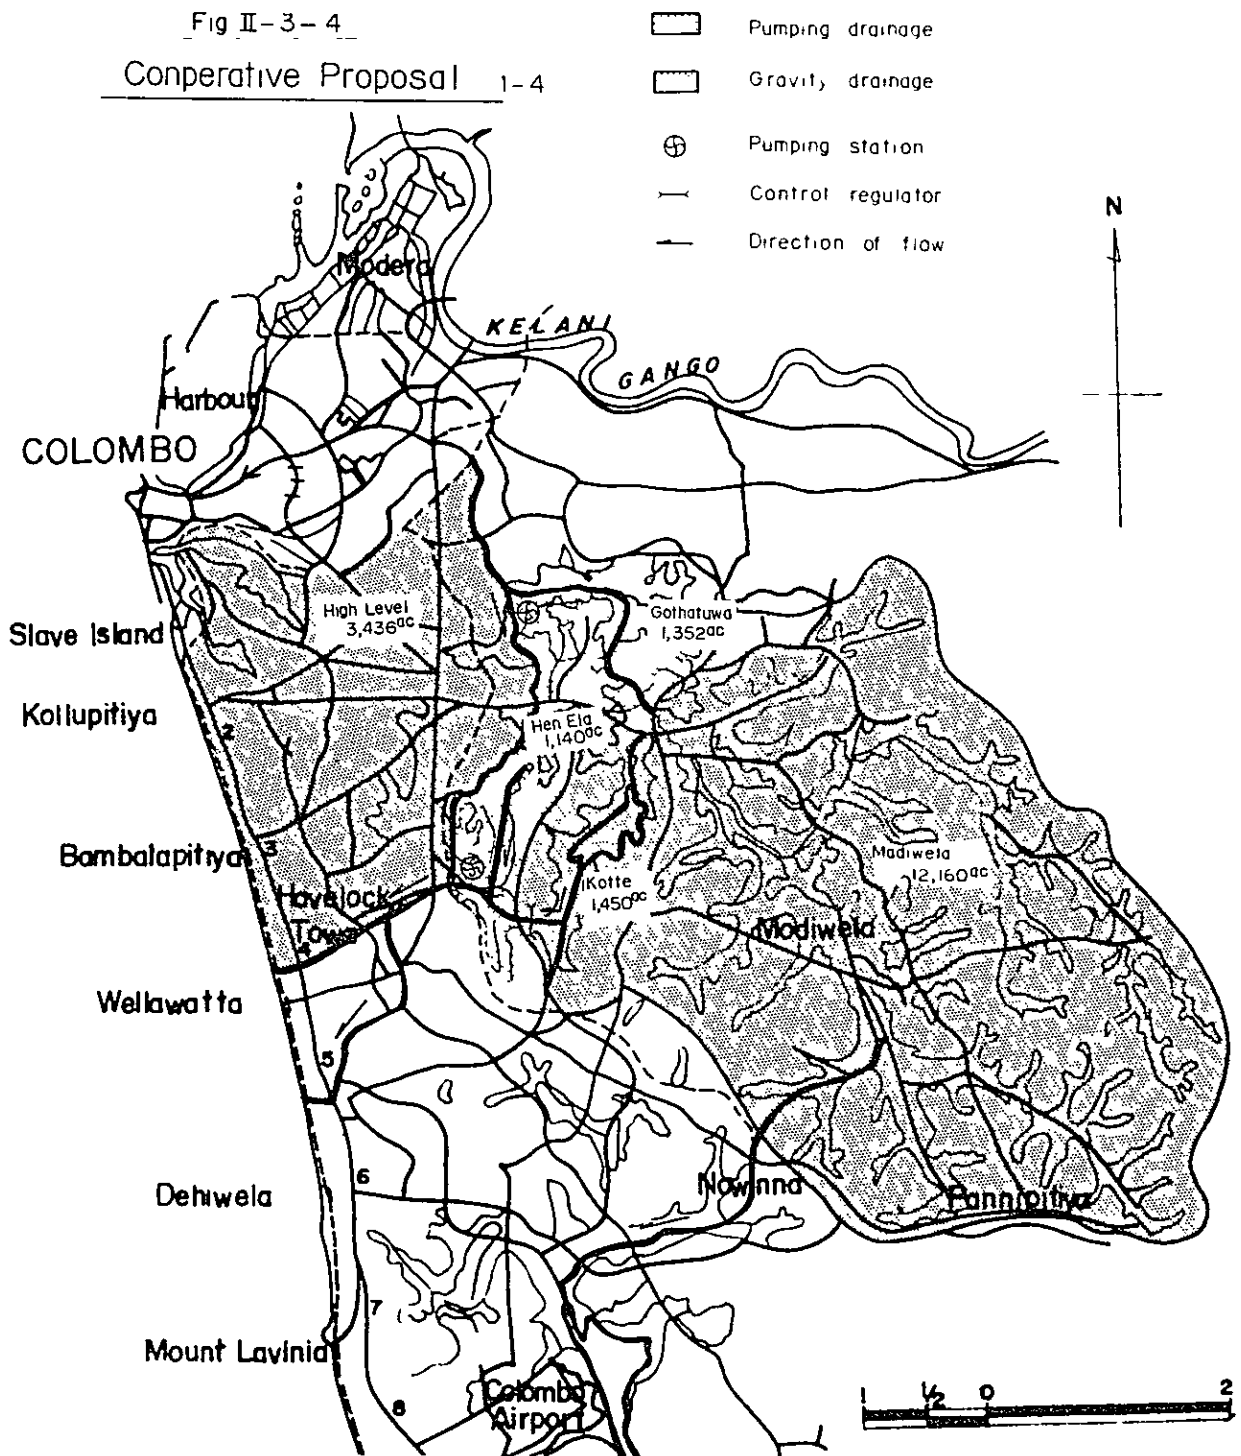 Fig II-3-4
Conperative Proposal 1-4
Pumping drainage
Gravity drainage
Pumping station
Control regulator
Direction of flow
N
Modera
KELANI
GANGO
Harbour
COLOMBO
High Level
3,436ac
Gothatuwa
1,352ac
Slave Island
Kollupitiya
2
Hen Ela
1,140ac
Bambalapitiya
3
Madiwela
12,160ac
Havelock
Town
Kotte
1,450ac
Madiwela
4
Wellawatta
5
Dehiwela
6
Nawinna
Pannipitiya
7
Mount Lavinia
8
Colombo
Airport
1 1/2 0 2